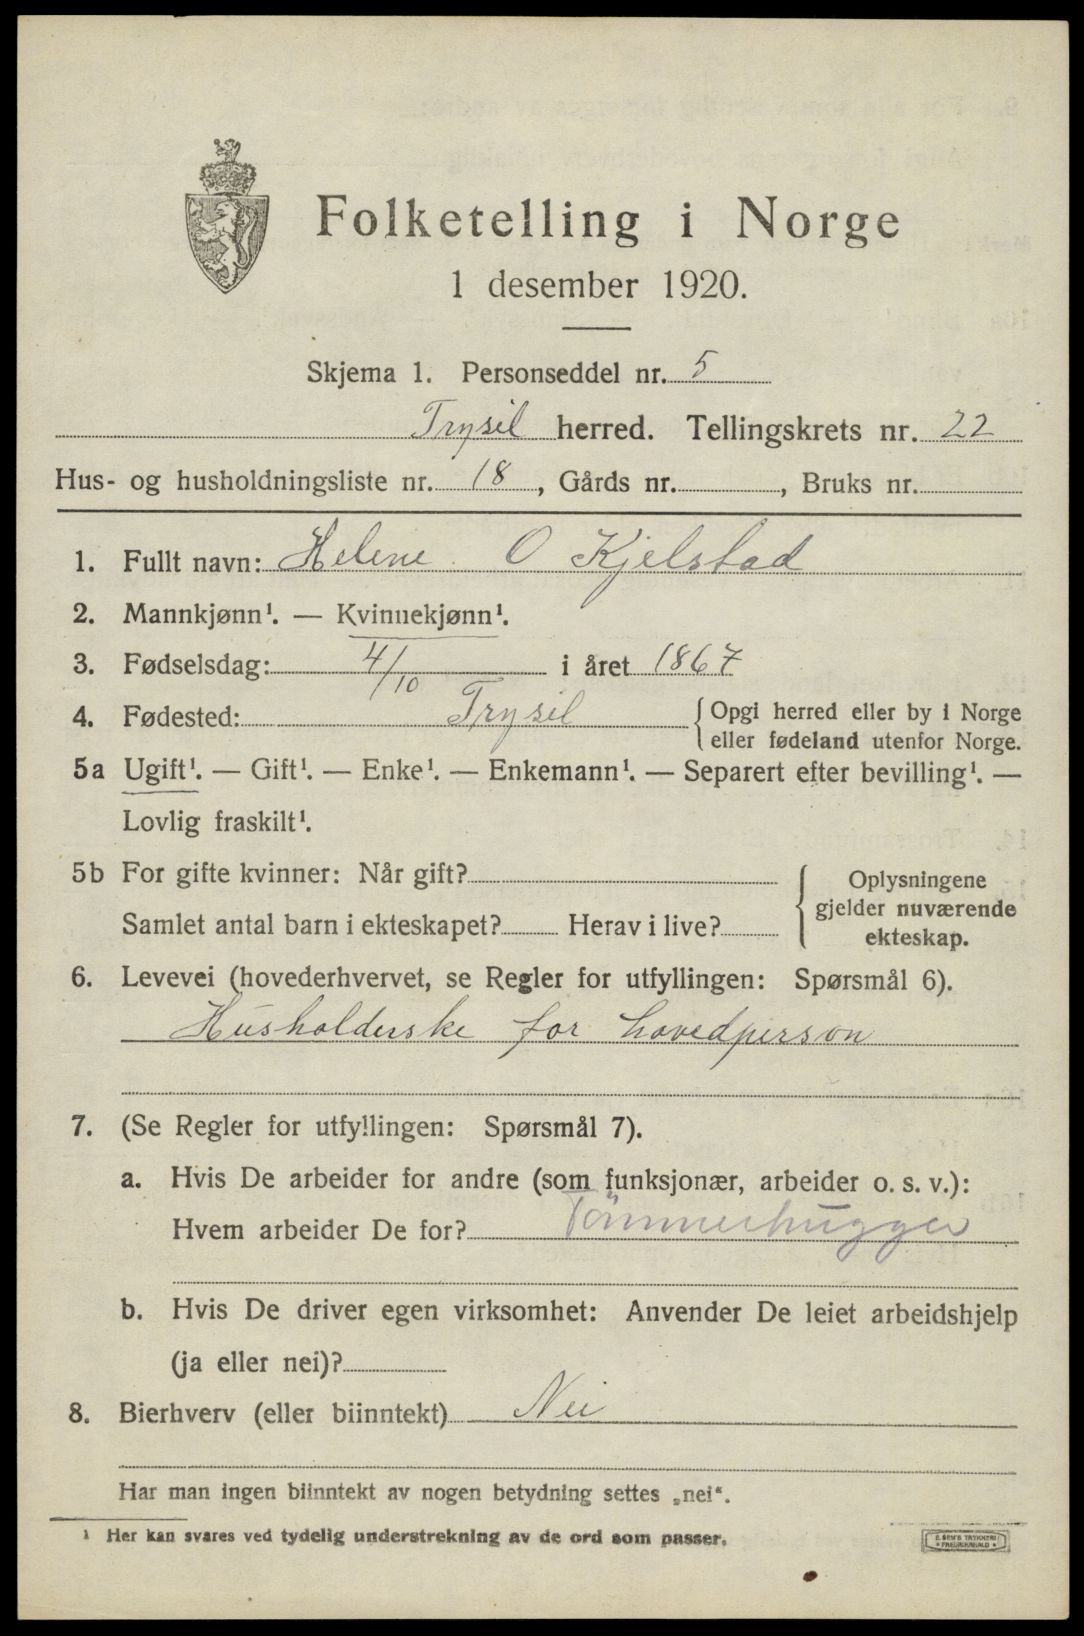 Folketelling i Norge
1 desember 1920.
Skjema 1. Personseddel nr. 5
Trysil herred. Tellingskrets nr. 22
Hus- og husholdningsliste nr. 18, Gårds nr. , Bruks nr.
1. Fullt navn: Helene O Kjelstad
2. Mannkjønn¹. — Kvinnekjønn¹.
3. Fødselsdag: 4/10 i året 1867
4. Fødested: Trysil { Opgi herred eller by i Norge
eller fødeland utenfor Norge.
5a Ugift¹. — Gift¹. — Enke¹. — Enkemann¹. — Separert efter bevilling¹. —
Lovlig fraskilt¹.
5b For gifte kvinner: Når gift? { Oplysningene
gjelder nuværende
Samlet antal barn i ekteskapet? Herav i live?
ekteskap.
6. Levevei (hovederhvervet, se Regler for utfyllingen: Spørsmål 6).
Husholderske for hovedperson
7. (Se Regler for utfyllingen: Spørsmål 7).
a. Hvis De arbeider for andre (som funksjonær, arbeider o. s. v.):
Hvem arbeider De for? Tömmerhugger
b. Hvis De driver egen virksomhet: Anvender De leiet arbeidshjelp
(ja eller nei)?
8. Bierhverv (eller biinntekt) Nei
Har man ingen biinntekt av nogen betydning settes „nei“.
¹ Her kan svares ved tydelig understrekning av de ord som passer.
E. SEM'S TRYKKERI
• FREDRIKSHALD •